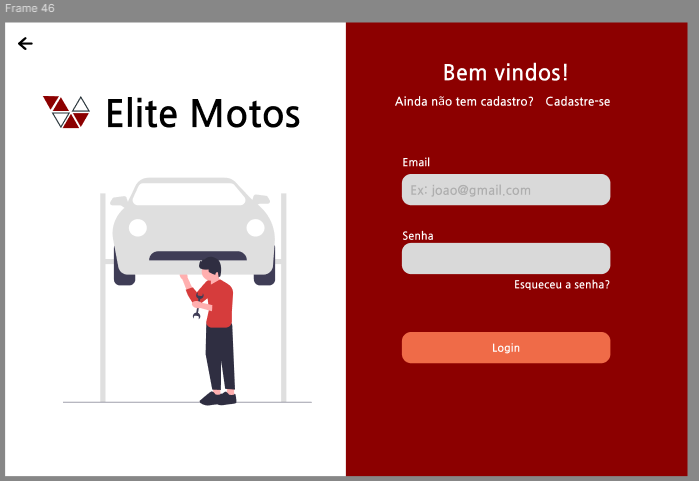 Frame 46
Elite Motos
Bem vindos!
Ainda não tem cadastro? Cadastre-se
Email
Ex: joao@gmail.com
Senha
Esqueceu a senha?
Login